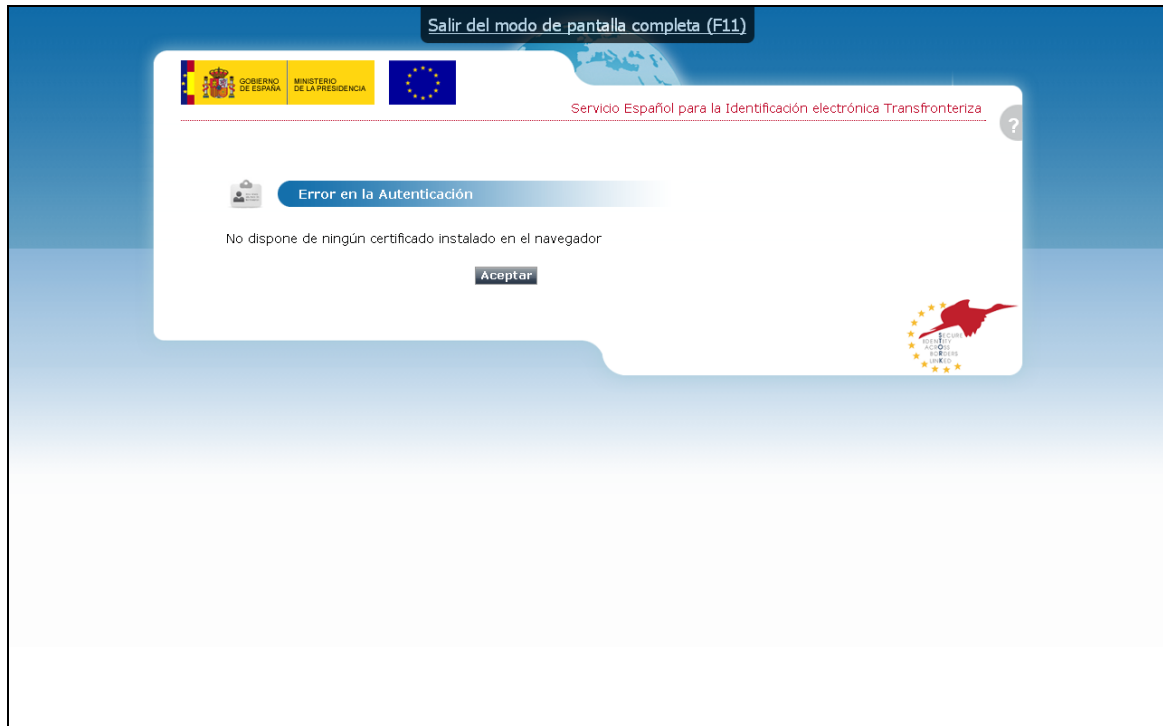 Salir del modo de pantalla completa (F11)
GOBIERNO DE ESPAÑA
MINISTERIO DE LA PRESIDENCIA
Servicio Español para la Identificación electrónica Transfronteriza
?
Error en la Autenticación
No dispone de ningún certificado instalado en el navegador
Aceptar
SECURE
IDENTITY
ACROSS
BORDERS
LINKED